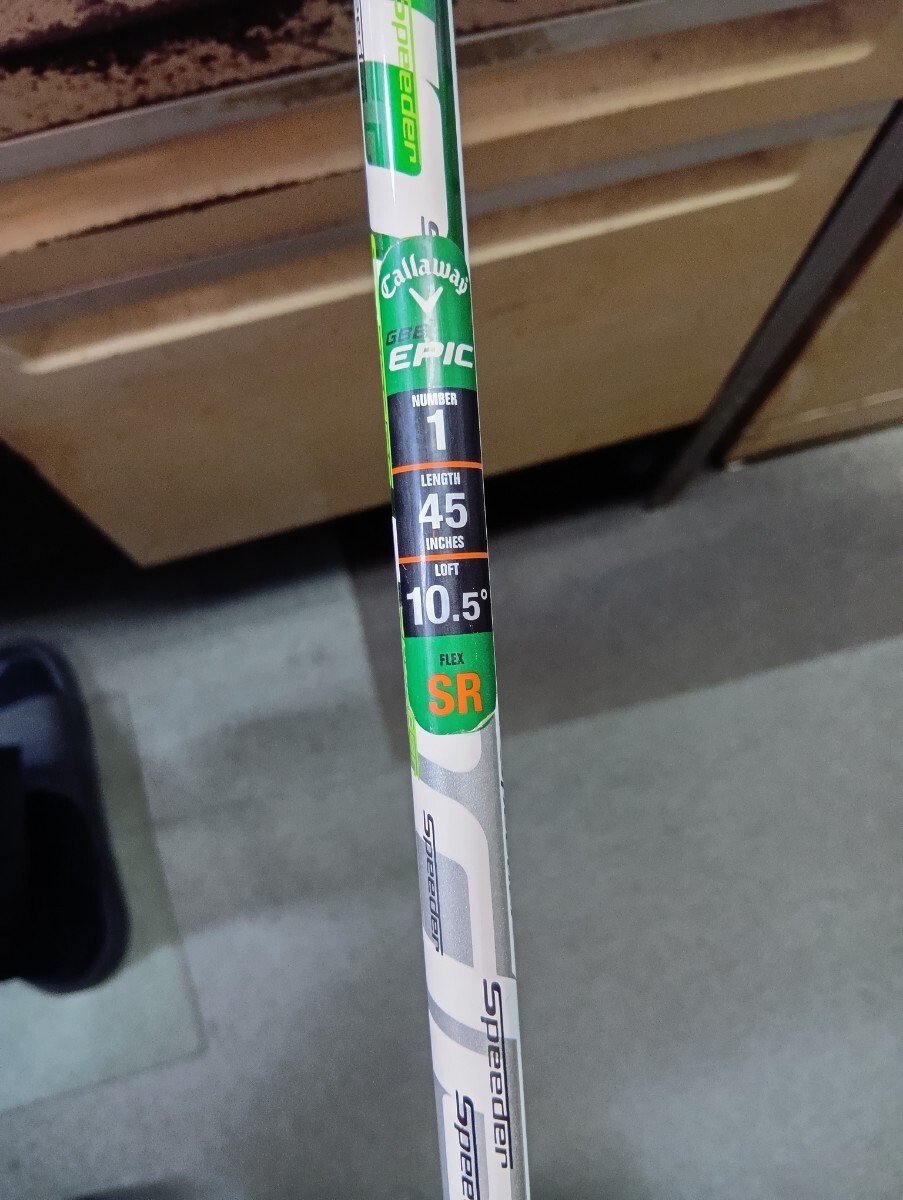 Speeder
Callaway
GBB
EPIC
NUMBER
1
LENGTH
45
INCHES
LOFT
10.5°
FLEX
SR
Speeder
Speeder